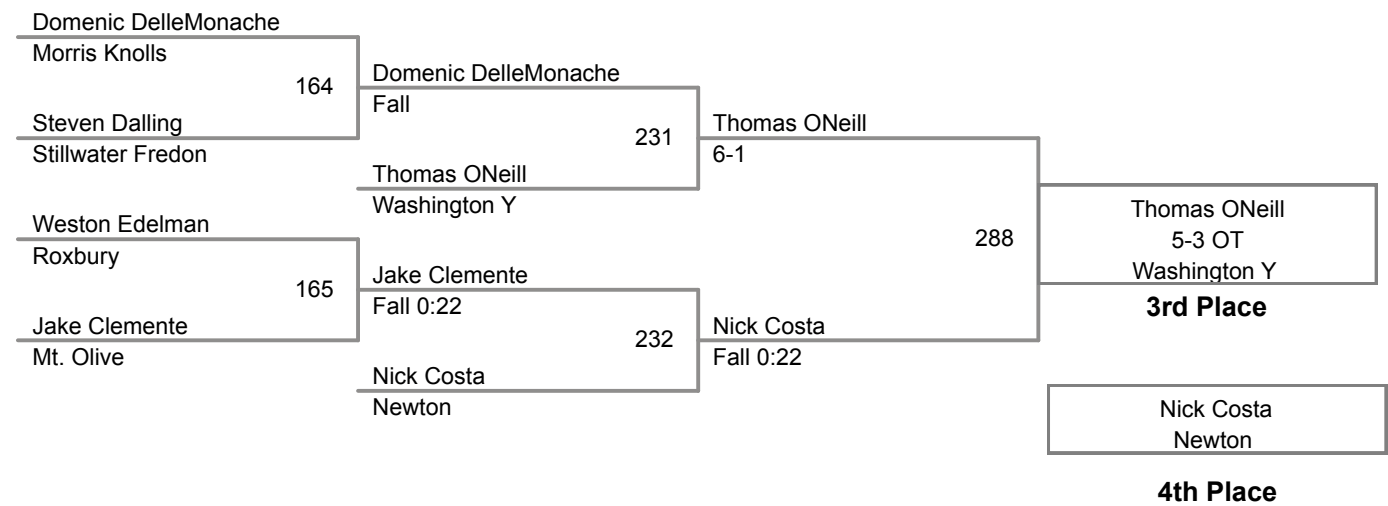 Domenic DelleMonache
Morris Knolls
164
Steven Dalling
Stillwater Fredon
Weston Edelman
Roxbury
165
Jake Clemente
Mt. Olive
Domenic DelleMonache
Fall
231
Thomas ONeill
Washington Y
Jake Clemente
Fall 0:22
232
Nick Costa
Newton
Thomas ONeill
6-1
288
Nick Costa
Fall 0:22
Thomas ONeill
5-3 OT
Washington Y
3rd Place
Nick Costa
Newton
4th Place